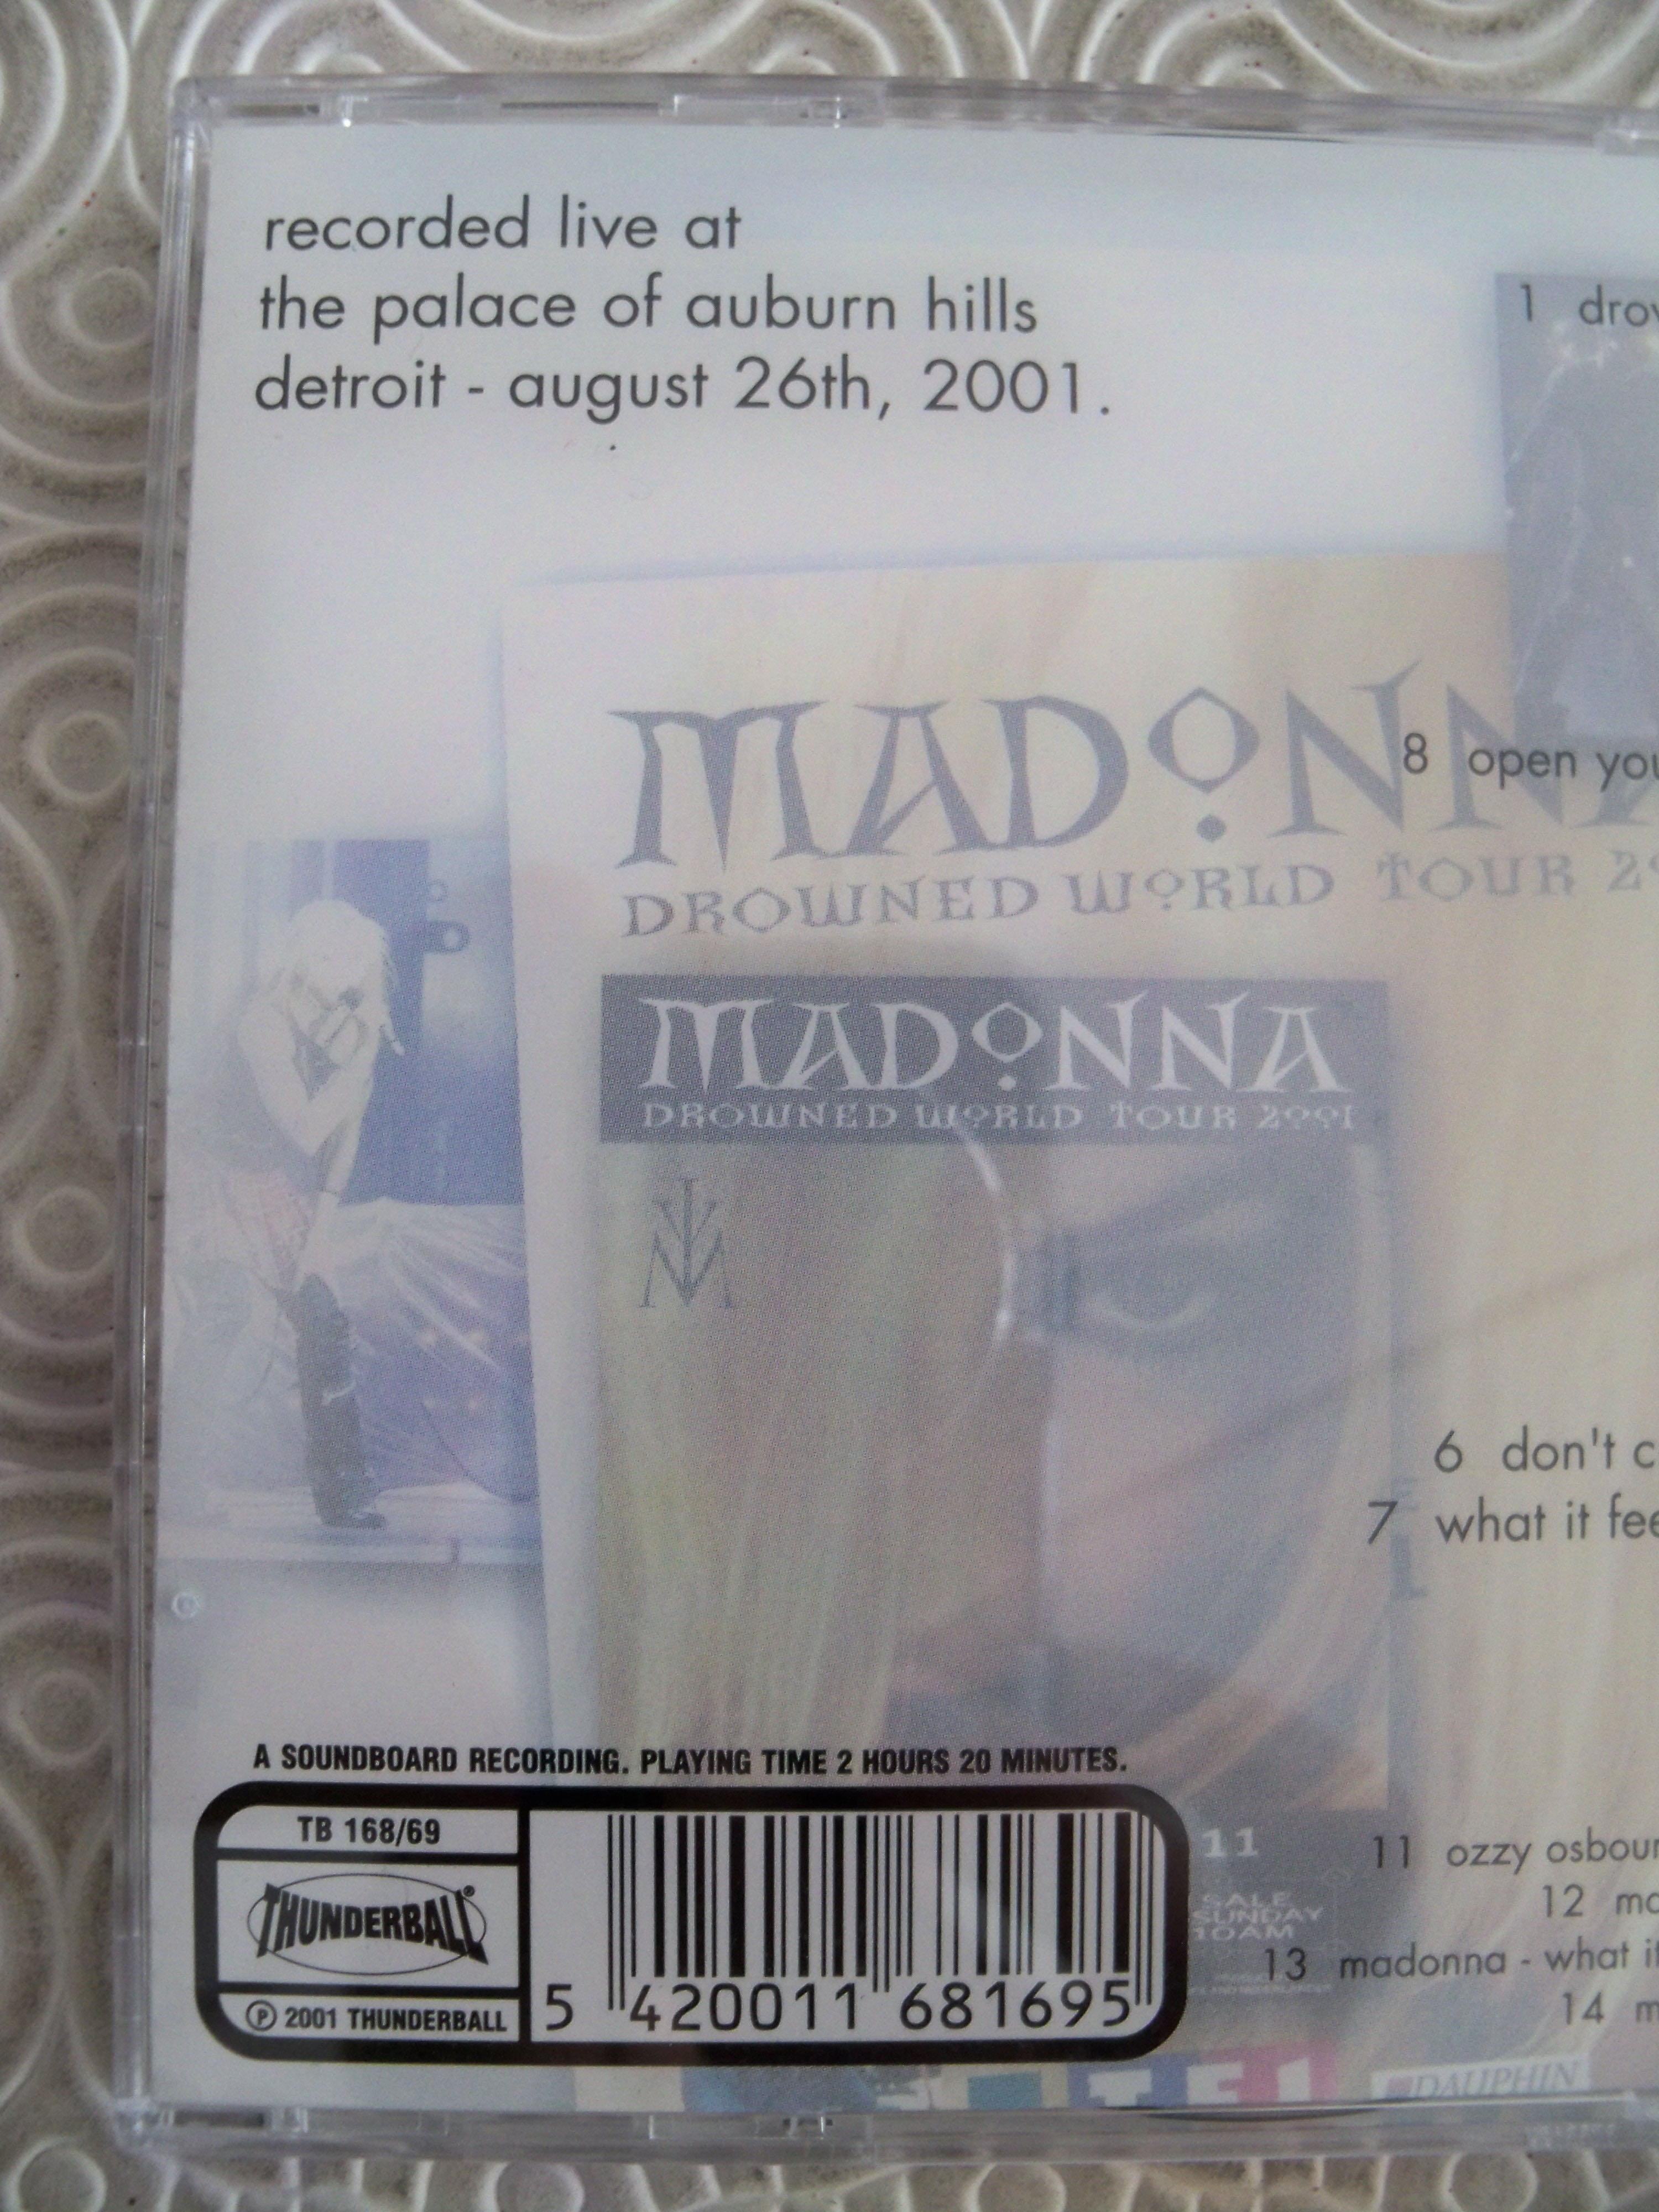 recorded live at
the palace of auburn hills
detroit - august 26th, 2001.
1 drov
MADONNA
8 open you
DROWNED WORLD TOUR 20
MADONNA
DROWNED WORLD TOUR 2001
M
6 don't c
7 what it fee
A SOUNDBOARD RECORDING. PLAYING TIME 2 HOURS 20 MINUTES.
TB 168/69
THUNDERBALL®
℗ 2001 THUNDERBALL
5 420011 681695
11
SALE
SUNDAY
10AM
11 ozzy osbour
12 mo
13 madonna - what it
14 m
TF1
DAUPHIN